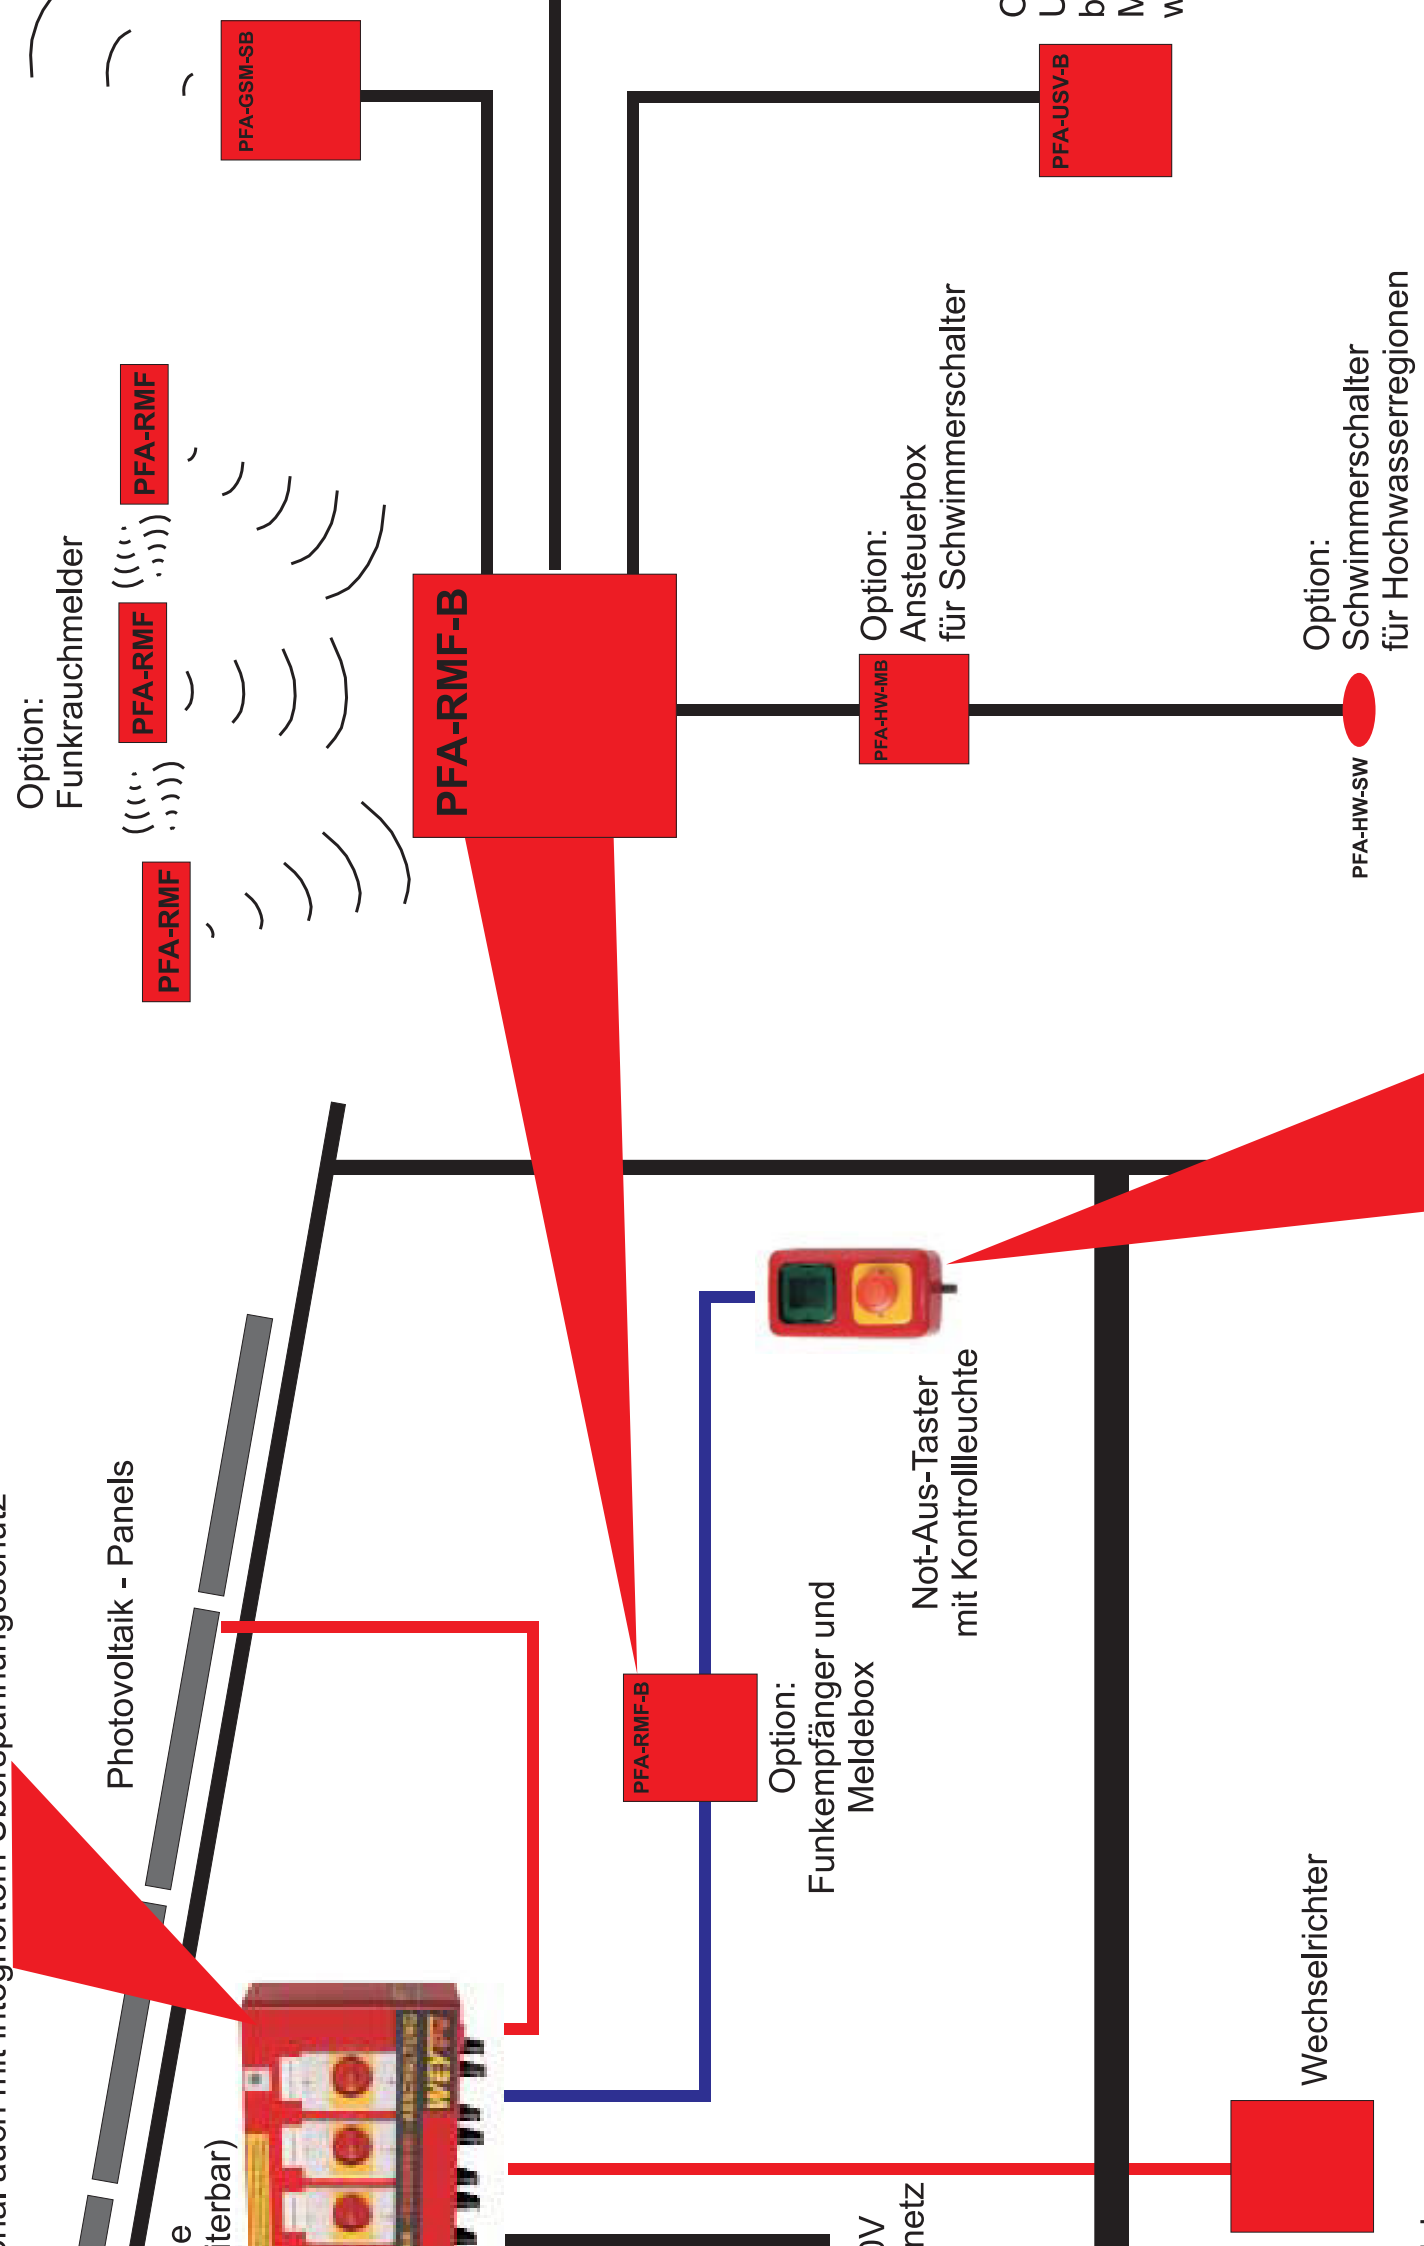 Photovoltaik - Panels
Option:
Funkrauchmelder
PFA-RMF
PFA-RMF
PFA-RMF
PFA-GSM-SB
PFA-RMF-B
PFA-USV-B
Option:
Ansteuerbox
für Schwimmerschalter
PFA-HW-MB
Option:
Schwimmerschalter
für Hochwasserregionen
PFA-HW-SW
PFA-RMF-B
Option:
Funkempfänger und
Meldebox
Not-Aus-Taster
mit Kontrollleuchte
Wechselrichter
iterbar)
netz